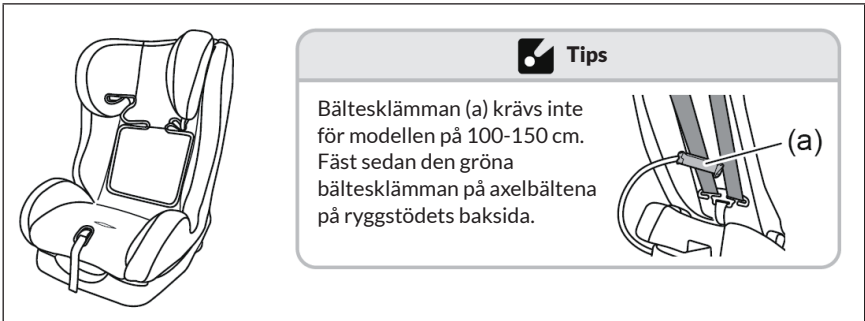 Tips
Bältesklämman (a) krävs inte
för modellen på 100-150 cm.
Fäst sedan den gröna
bältesklämman på axelbältena
på ryggstödets baksida.
(a)